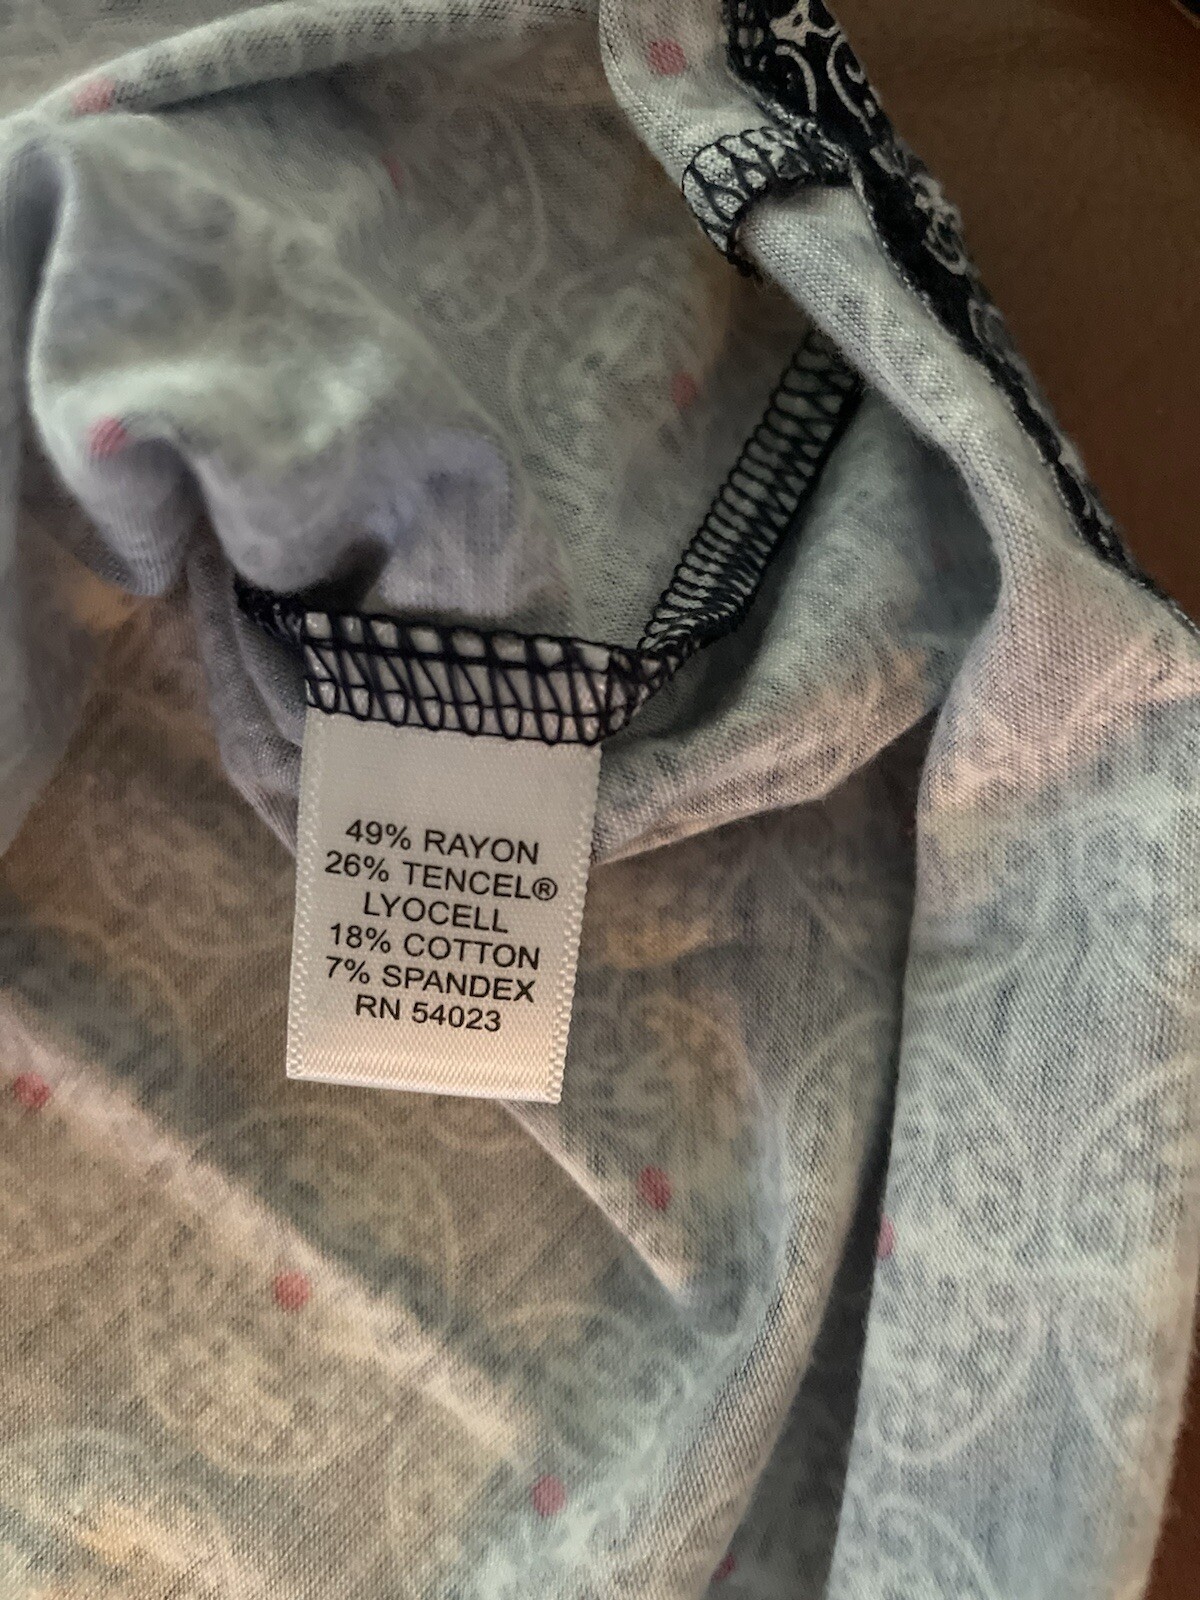 49% RAYON
26% TENCEL®
LYOCELL
18% COTTON
7% SPANDEX
RN 54023